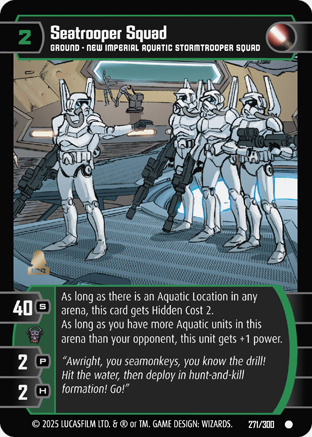 2
Seatrooper Squad
GROUND - NEW IMPERIAL AQUATIC STORMTROOPER SQUAD
40 S
As long as there is an Aquatic Location in any
arena, this card gets Hidden Cost 2.
As long as you have more Aquatic units in this
arena than your opponent, this unit gets +1 power.
2 P
“Awright, you seamonkeys, you know the drill!
Hit the water, then deploy in hunt-and-kill
formation! Go!”
2 H
© 2025 LUCASFILM LTD. & ® or TM. GAME DESIGN: WIZARDS.
271/300